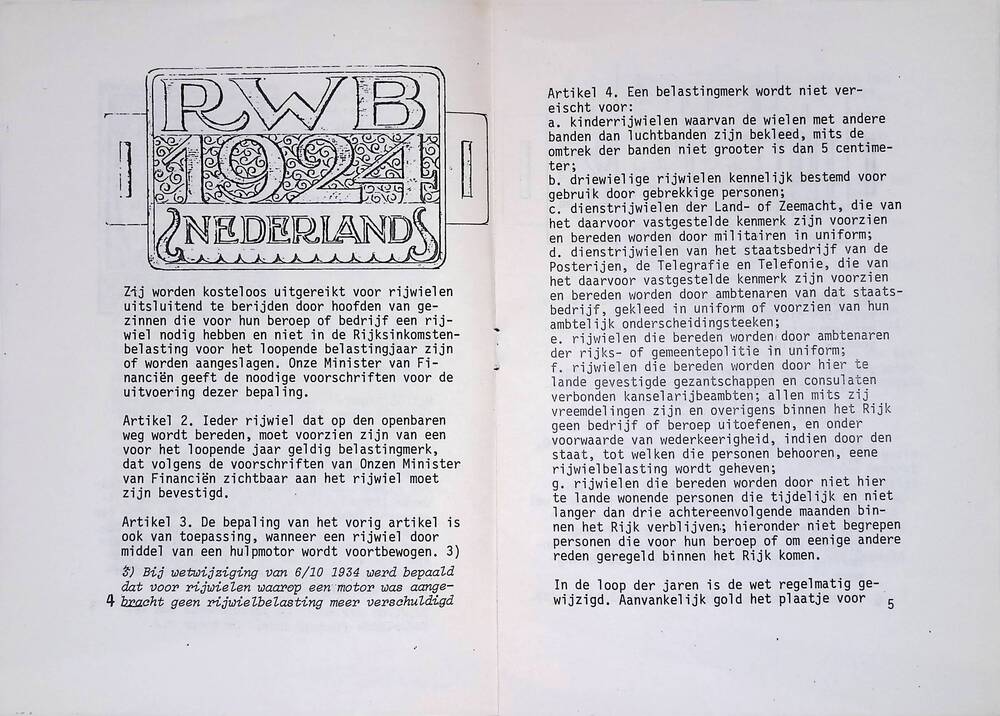 RWB
1924
NEDERLAND
Zij worden kosteloos uitgereikt voor rijwielen
uitsluitend te berijden door hoofden van ge-
zinnen die voor hun beroep of bedrijf een rij-
wiel nodig hebben en niet in de Rijksinkomsten-
belasting voor het loopende belastingjaar zijn
of worden aangeslagen. Onze Minister van Fi-
nanciën geeft de noodige voorschriften voor de
uitvoering dezer bepaling.
Artikel 2. Ieder rijwiel dat op den openbaren
weg wordt bereden, moet voorzien zijn van een
voor het loopende jaar geldig belastingmerk,
dat volgens de voorschriften van Onzen Minister
van Financiën zichtbaar aan het rijwiel moet
zijn bevestigd.
Artikel 3. De bepaling van het vorig artikel is
ook van toepassing, wanneer een rijwiel door
middel van een hulpmotor wordt voortbewogen. 3)
3) Bij wetwijziging van 6/10 1934 werd bepaald
dat voor rijwielen waarop een motor was aange-
bracht geen rijwielbelasting meer verschuldigd
4
Artikel 4. Een belastingmerk wordt niet ver-
eischt voor:
a. kinderrijwielen waarvan de wielen met andere
banden dan luchtbanden zijn bekleed, mits de
omtrek der banden niet grooter is dan 5 centime-
ter;
b. driewielige rijwielen kennelijk bestemd voor
gebruik door gebrekkige personen;
c. dienstrijwielen der Land- of Zeemacht, die van
het daarvoor vastgestelde kenmerk zijn voorzien
en bereden worden door militairen in uniform;
d. dienstrijwielen van het staatsbedrijf van de
Posterijen, de Telegrafie en Telefonie, die van
het daarvoor vastgestelde kenmerk zijn voorzien
en bereden worden door ambtenaren van dat staats-
bedrijf, gekleed in uniform of voorzien van hun
ambtelijk onderscheidingsteeken;
e. rijwielen die bereden worden door ambtenaren
der rijks- of gemeentepolitie in uniform;
f. rijwielen die bereden worden door hier te
lande gevestigde gezantschappen en consulaten
verbonden kanselarijbeambten; allen mits zij
vreemdelingen zijn en overigens binnen het Rijk
geen bedrijf of beroep uitoefenen, en onder
voorwaarde van wederkeerigheid, indien door den
staat, tot welken die personen behooren, eene
rijwielbelasting wordt geheven;
g. rijwielen die bereden worden door niet hier
te lande wonende personen die tijdelijk en niet
langer dan drie achtereenvolgende maanden bin-
nen het Rijk verblijven; hieronder niet begrepen
personen die voor hun beroep of om eenige andere
reden geregeld binnen het Rijk komen.
In de loop der jaren is de wet regelmatig ge-
wijzigd. Aanvankelijk gold het plaatje voor
5